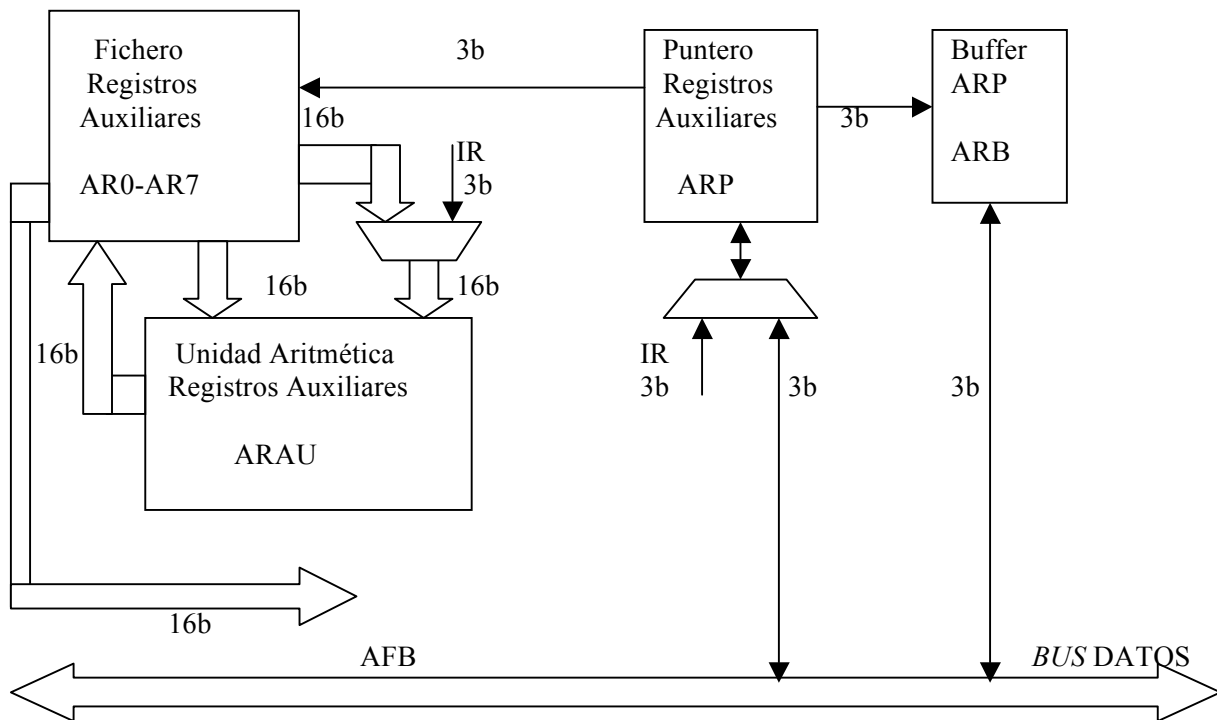 Fichero
Registros
Auxiliares
AR0-AR7
3b
16b
IR
3b
Puntero
Registros
Auxiliares
ARP
3b
Buffer
ARP
ARB
16b
16b
16b
Unidad Aritmética
Registros Auxiliares
ARAU
IR
3b
3b
3b
16b
AFB
BUS DATOS